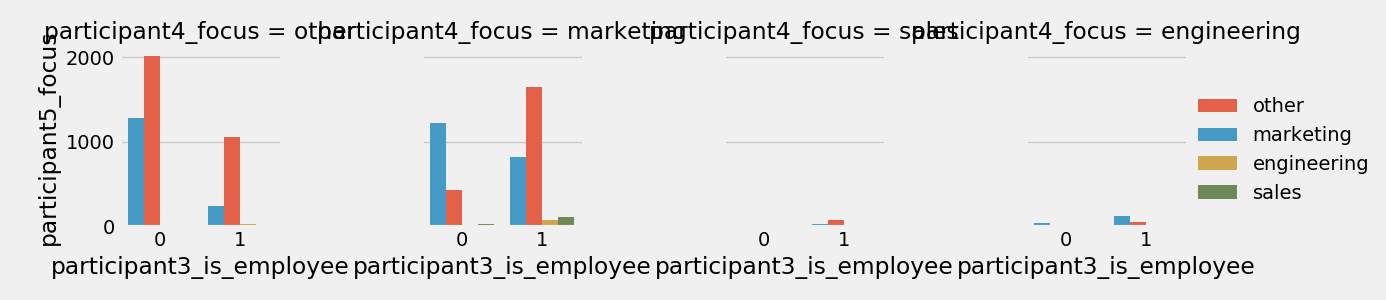 participant4_focus = other
participant4_focus = marketing
participant4_focus = sales
participant4_focus = engineering
participant5_focus
2000
1000
0
0 1
0 1
0 1
0 1
participant3_is_employee
participant3_is_employee
participant3_is_employee
participant3_is_employee
other
marketing
engineering
sales